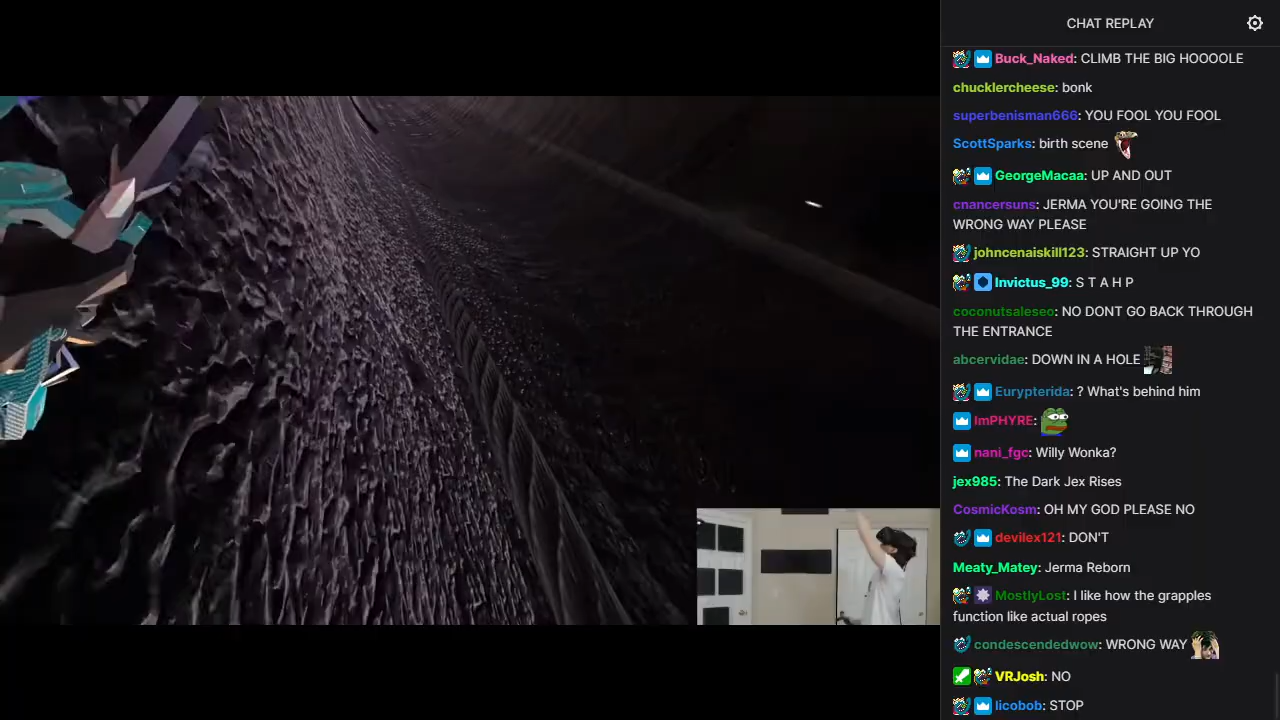 CHAT REPLAY
Buck_Naked: CLIMB THE BIG HOOOOLE
chucklercheese: bonk
superbenisman666: YOU FOOL YOU FOOL
ScottSparks: birth scene
GeorgeMacaa: UP AND OUT
cnancersuns: JERMA YOU'RE GOING THE
WRONG WAY PLEASE
johncenaiskill123: STRAIGHT UP YO
Invictus_99: S T A H P
coconutsaleseo: NO DONT GO BACK THROUGH
THE ENTRANCE
abcervidae: DOWN IN A HOLE
Eurypterida: ? What's behind him
ImPHYRE:
nani_fgc: Willy Wonka?
jex985: The Dark Jex Rises
CosmicKosm: OH MY GOD PLEASE NO
devilex121: DON'T
Meaty_Matey: Jerma Reborn
MostlyLost: I like how the grapples
function like actual ropes
condescendedwow: WRONG WAY
VRJosh: NO
licobob: STOP